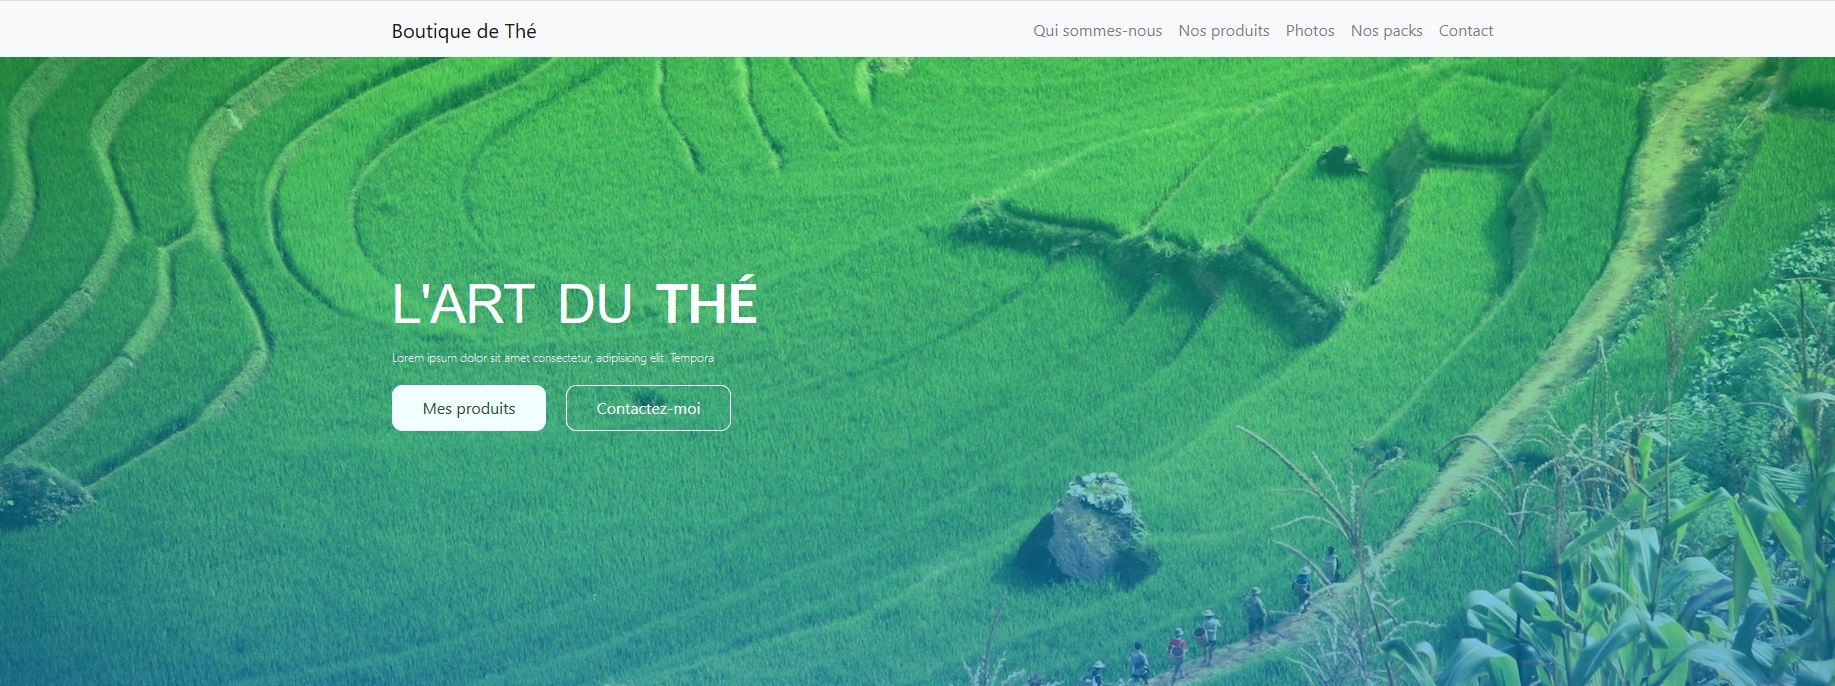 Boutique de Thé
Qui sommes-nous Nos produits Photos Nos packs Contact
L'ART DU THÉ
Lorem ipsum dolor sit amet consectetur, adipisicing elit. Tempora
Mes produits Contactez-moi